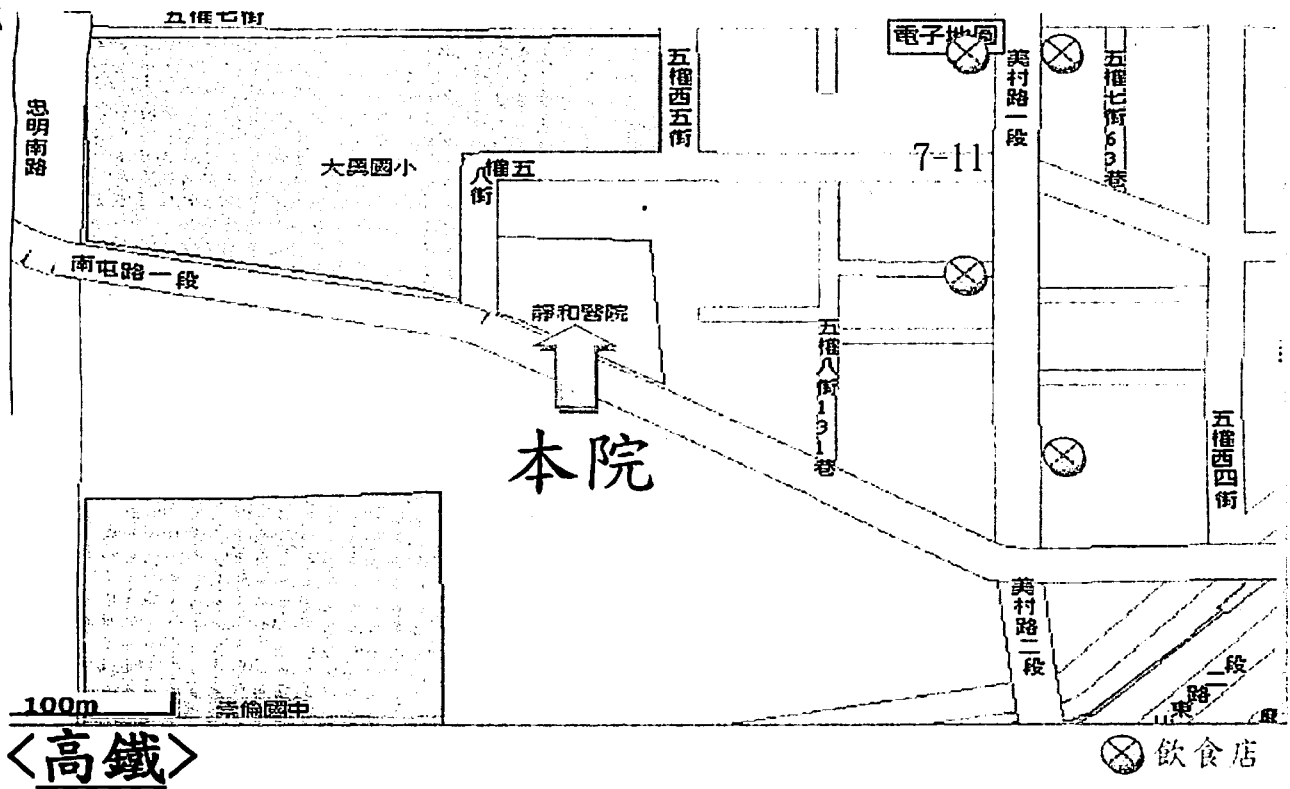 五權七街
電子地圖
忠明南路
五權西五街
美村路一段
五權七街63巷
大勇國小
五權
八街
7-11
南屯路一段
靜和醫院
五權八街131巷
本院
五權西四街
美村路二段
100m
崇倫國中
路二段
<高鐵>
飲食店